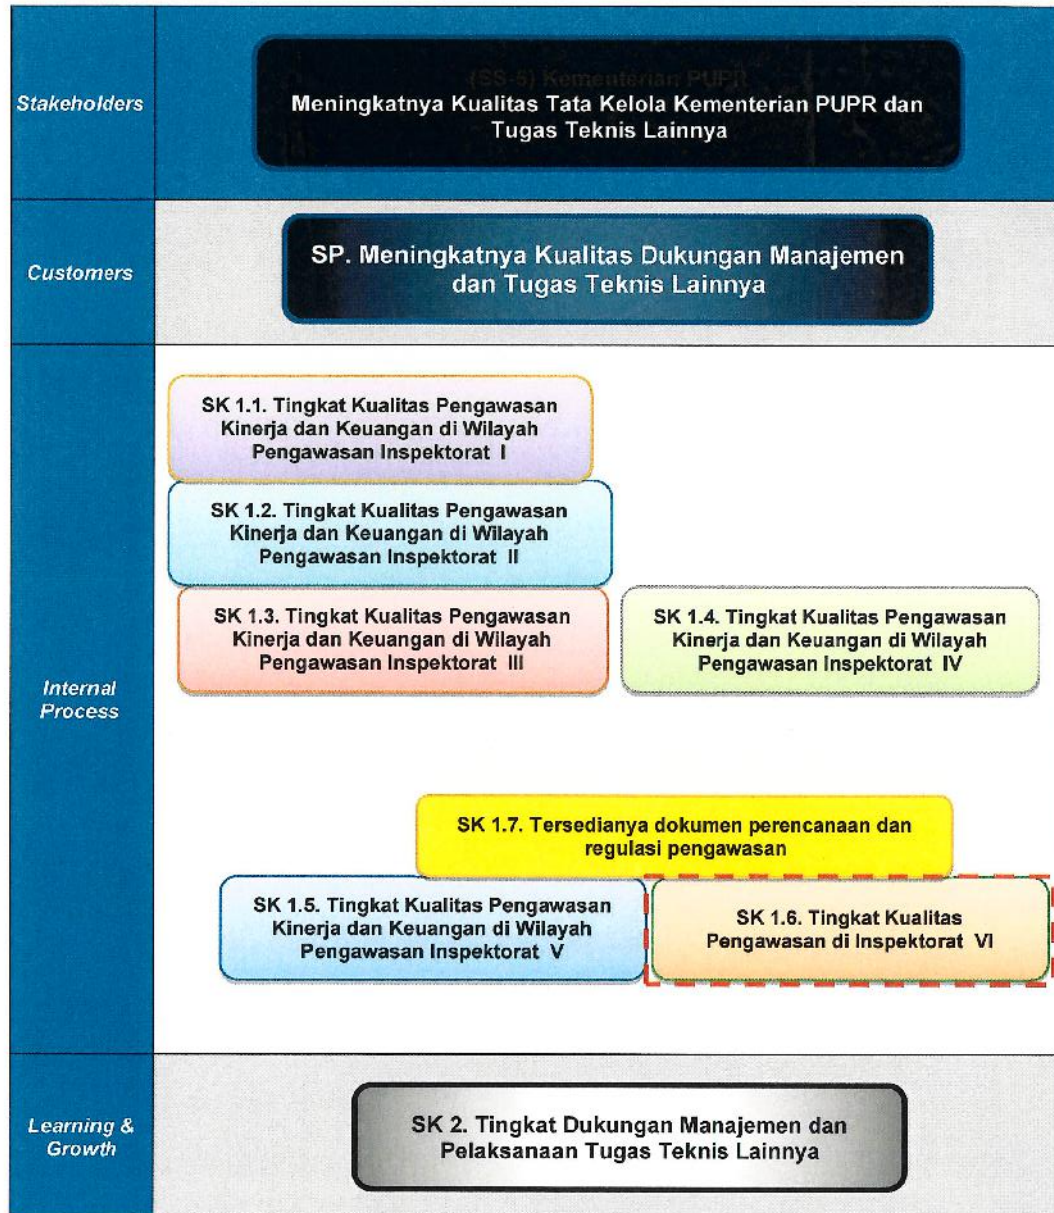 Stakeholders
(SS-5) Kementerian PUPR
Meningkatnya Kualitas Tata Kelola Kementerian PUPR dan
Tugas Teknis Lainnya
Customers
SP. Meningkatnya Kualitas Dukungan Manajemen
dan Tugas Teknis Lainnya
Internal
Process
SK 1.1. Tingkat Kualitas Pengawasan
Kinerja dan Keuangan di Wilayah
Pengawasan Inspektorat I
SK 1.2. Tingkat Kualitas Pengawasan
Kinerja dan Keuangan di Wilayah
Pengawasan Inspektorat II
SK 1.3. Tingkat Kualitas Pengawasan
Kinerja dan Keuangan di Wilayah
Pengawasan Inspektorat III
SK 1.4. Tingkat Kualitas Pengawasan
Kinerja dan Keuangan di Wilayah
Pengawasan Inspektorat IV
SK 1.7. Tersedianya dokumen perencanaan dan
regulasi pengawasan
SK 1.5. Tingkat Kualitas Pengawasan
Kinerja dan Keuangan di Wilayah
Pengawasan Inspektorat V
SK 1.6. Tingkat Kualitas
Pengawasan di Inspektorat VI
Learning &
Growth
SK 2. Tingkat Dukungan Manajemen dan
Pelaksanaan Tugas Teknis Lainnya